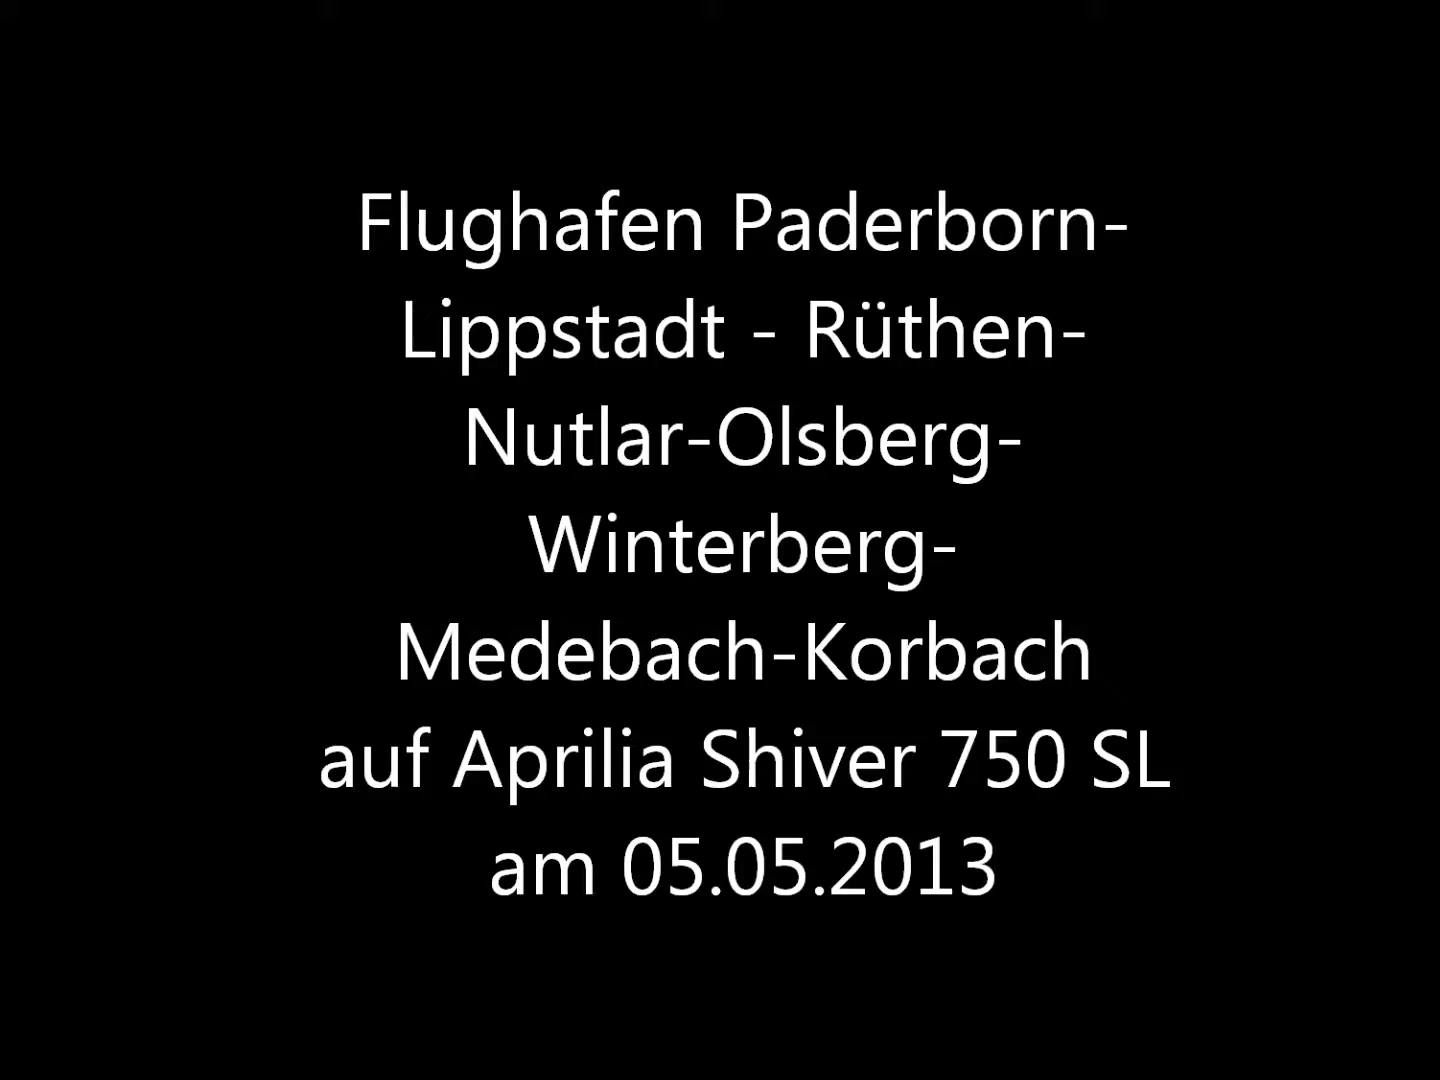 Flughafen Paderborn-
Lippstadt - Rüthen-
Nutlar-Olsberg-
Winterberg-
Medebach-Korbach
auf Aprilia Shiver 750 SL
am 05.05.2013